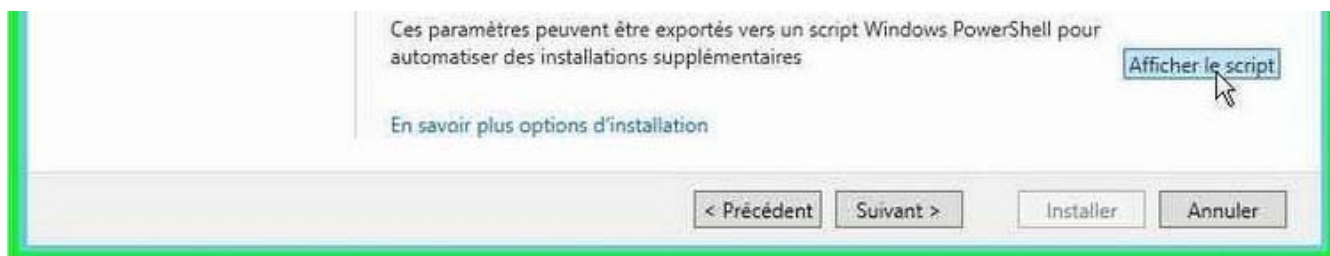 Ces paramètres peuvent être exportés vers un script Windows PowerShell pour
automatiser des installations supplémentaires
Afficher le script
En savoir plus options d'installation
< Précédent
Suivant >
Installer
Annuler